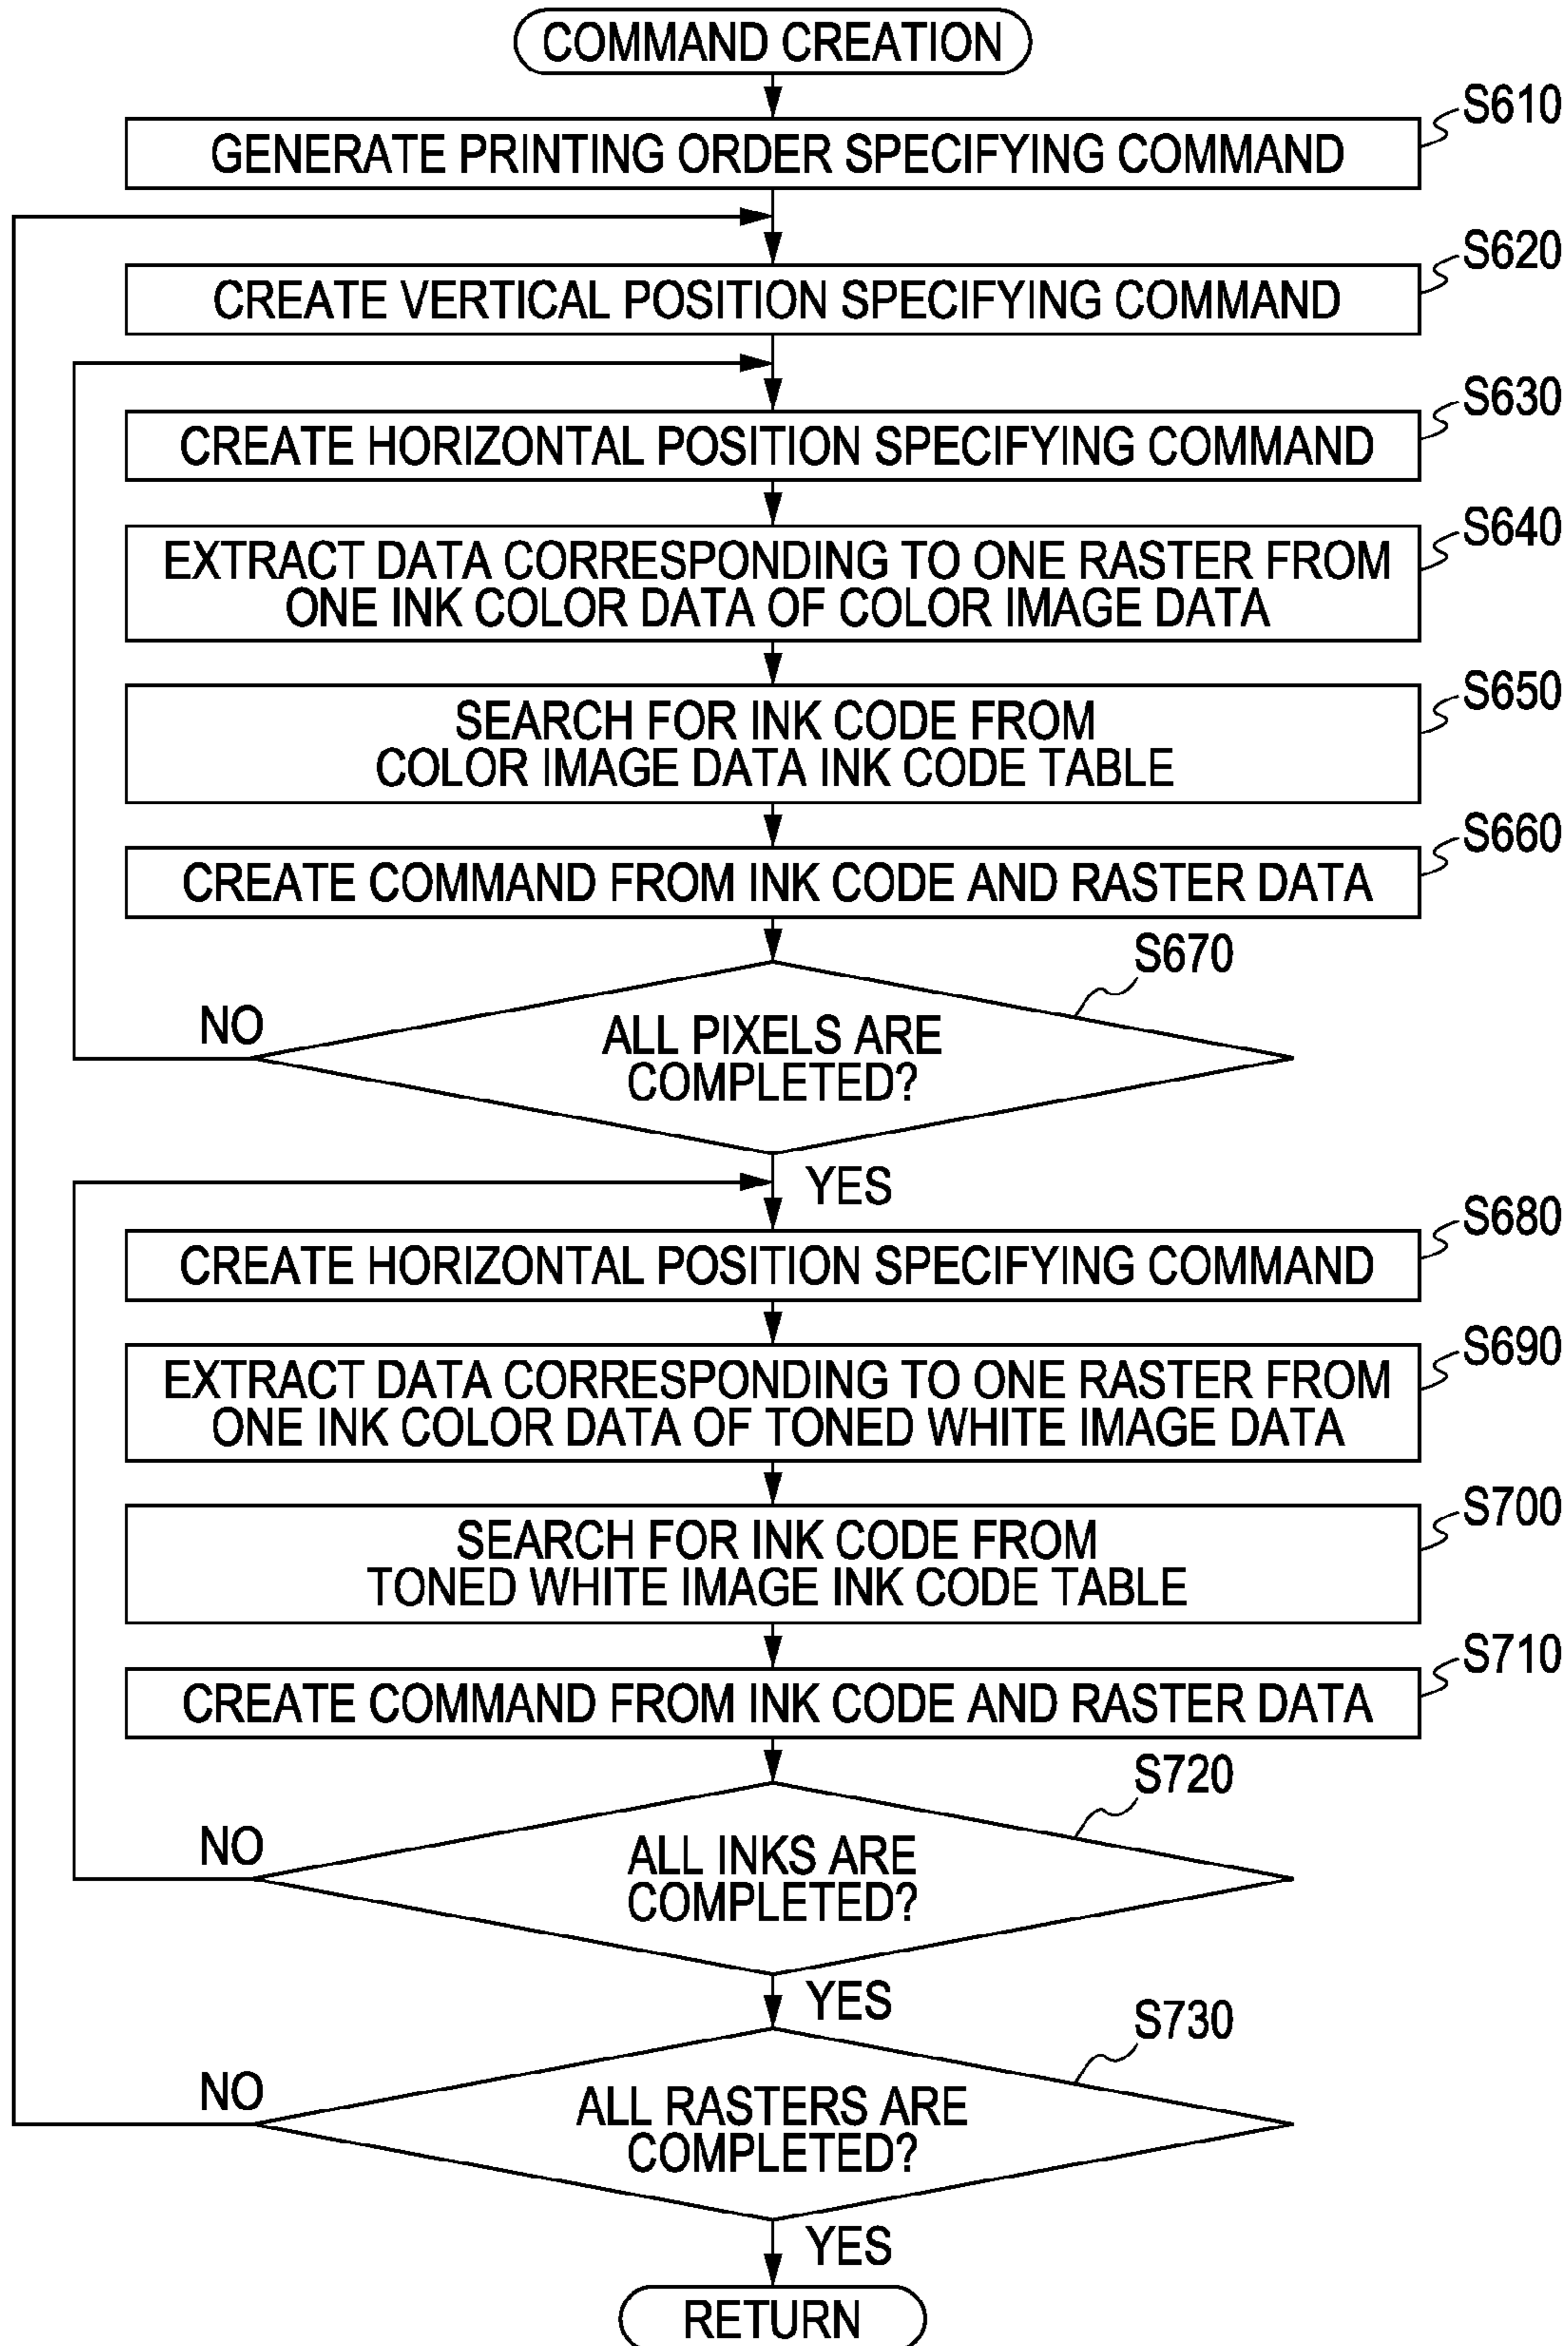 COMMAND CREATION
S610
GENERATE PRINTING ORDER SPECIFYING COMMAND
S620
CREATE VERTICAL POSITION SPECIFYING COMMAND
S630
CREATE HORIZONTAL POSITION SPECIFYING COMMAND
S640
EXTRACT DATA CORRESPONDING TO ONE RASTER FROM
ONE INK COLOR DATA OF COLOR IMAGE DATA
S650
SEARCH FOR INK CODE FROM
COLOR IMAGE DATA INK CODE TABLE
S660
CREATE COMMAND FROM INK CODE AND RASTER DATA
S670
NO
ALL PIXELS ARE
COMPLETED?
YES
S680
CREATE HORIZONTAL POSITION SPECIFYING COMMAND
S690
EXTRACT DATA CORRESPONDING TO ONE RASTER FROM
ONE INK COLOR DATA OF TONED WHITE IMAGE DATA
S700
SEARCH FOR INK CODE FROM
TONED WHITE IMAGE INK CODE TABLE
S710
CREATE COMMAND FROM INK CODE AND RASTER DATA
S720
NO
ALL INKS ARE
COMPLETED?
YES
S730
NO
ALL RASTERS ARE
COMPLETED?
YES
RETURN